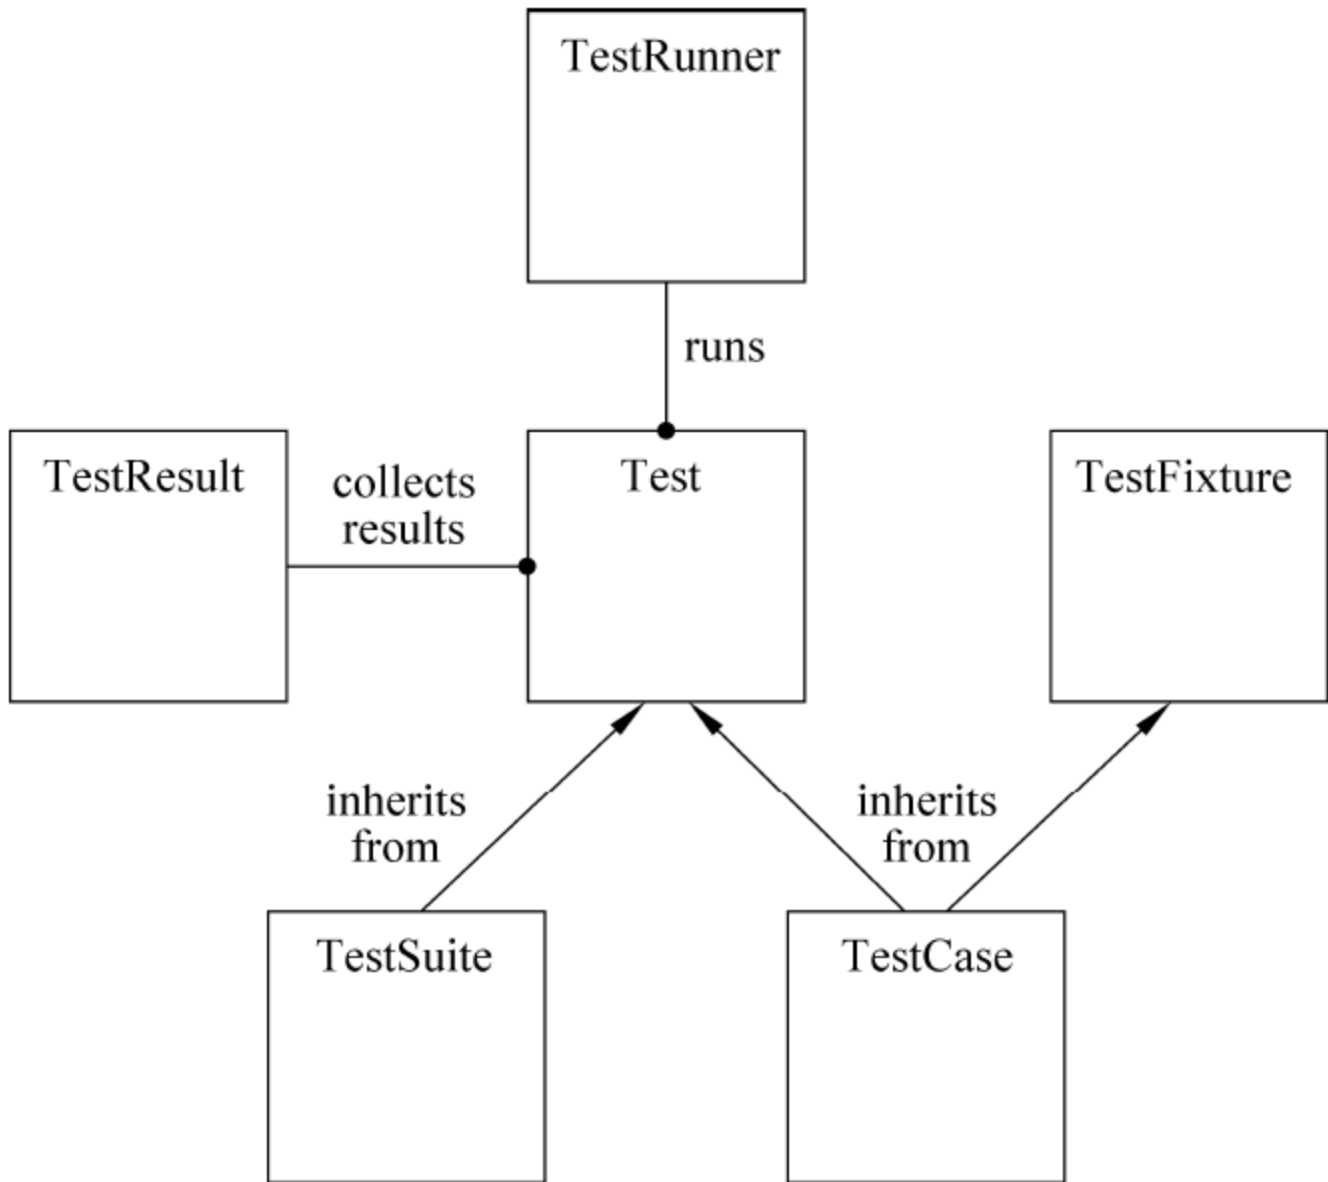 TestRunner
runs
TestResult
collects
results
Test
TestFixture
inherits
from
inherits
from
TestSuite
TestCase